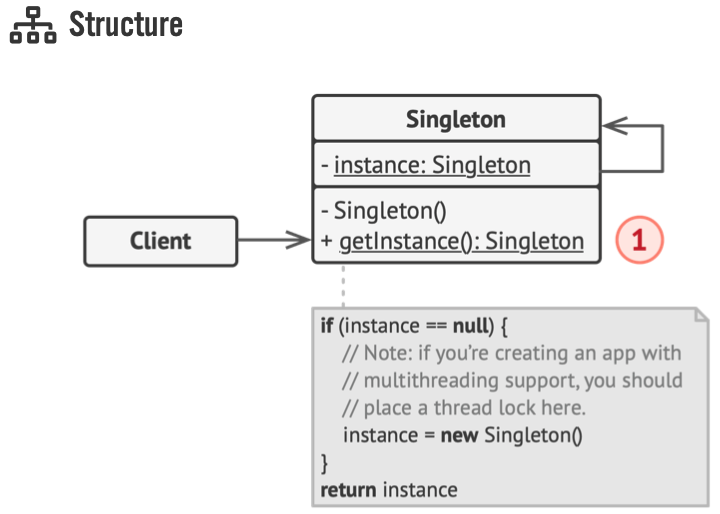 Structure
Singleton
- instance: Singleton
- Singleton()
+ getInstance(): Singleton
1
Client
if (instance == null) {
// Note: if you’re creating an app with
// multithreading support, you should
// place a thread lock here.
instance = new Singleton()
}
return instance